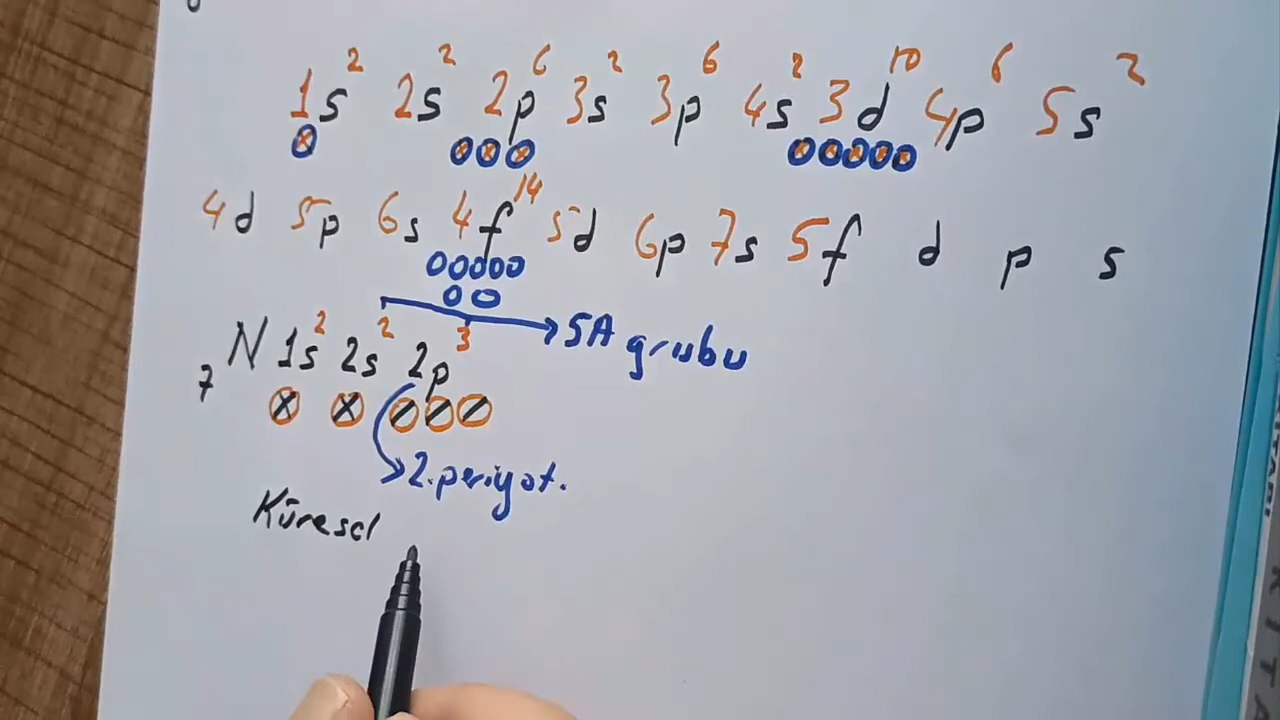 1s² 2s² 2p⁶ 3s² 3p⁶ 4s² 3d¹⁰ 4p⁶ 5s²
4d 5p 6s 4f¹⁴ 5d 6p 7s 5f d p s
₇N 1s² 2s² 2p³ → 5A grubu
2.periyot.
Küresel